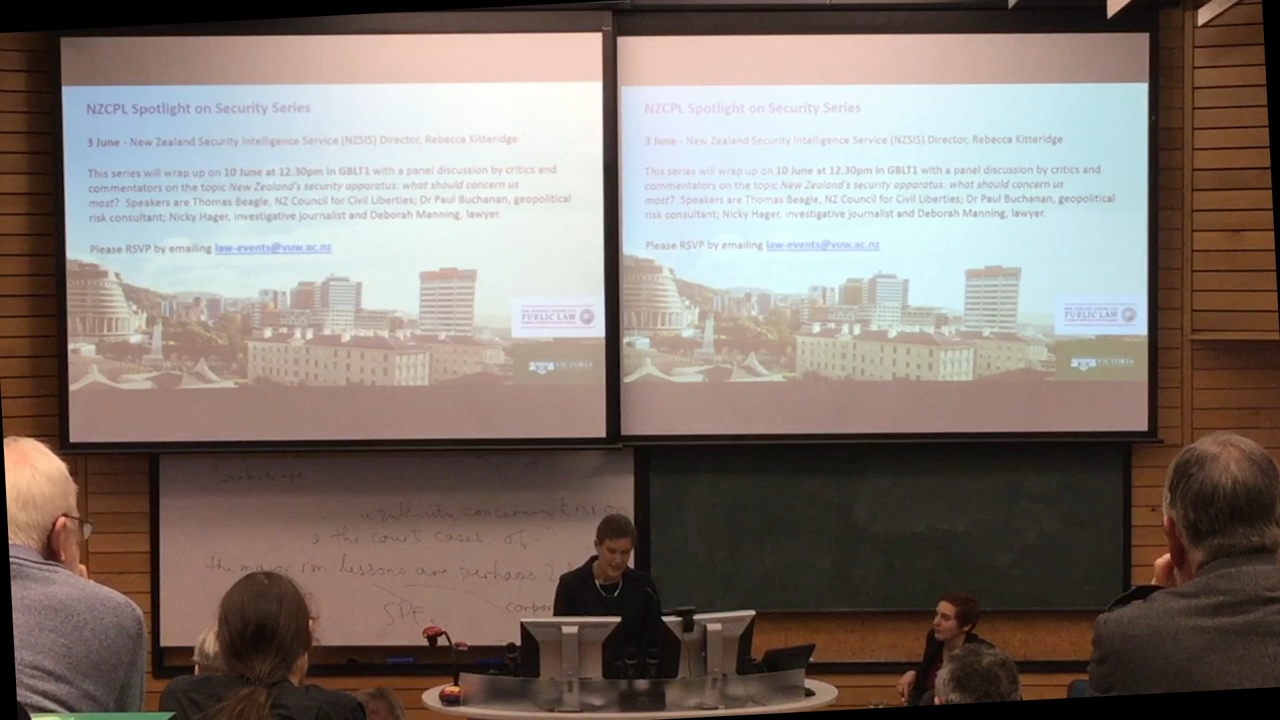 NZCPL Spotlight on Security Series
3 June - New Zealand Security Intelligence Service (NZSIS) Director, Rebecca Kitteridge
This series will wrap up on 10 June at 12.30pm in GBLT1 with a panel discussion by critics and
commentators on the topic New Zealand's security apparatus: what should concern us
most? Speakers are Thomas Beagle, NZ Council for Civil Liberties; Dr Paul Buchanan, geopolitical
risk consultant; Nicky Hager, investigative journalist and Deborah Manning, lawyer.
Please RSVP by emailing law-events@vuw.ac.nz
PUBLIC LAW
VICTORIA
NZCPL Spotlight on Security Series
3 June - New Zealand Security Intelligence Service (NZSIS) Director, Rebecca Kitteridge
This series will wrap up on 10 June at 12.30pm in GBLT1 with a panel discussion by critics and
commentators on the topic New Zealand's security apparatus: what should concern us
most? Speakers are Thomas Beagle, NZ Council for Civil Liberties; Dr Paul Buchanan, geopolitical
risk consultant; Nicky Hager, investigative journalist and Deborah Manning, lawyer.
Please RSVP by emailing law-events@vuw.ac.nz
PUBLIC LAW
VICTORIA
concerning
the court cases of
the major lessons are perhaps 2
SPE